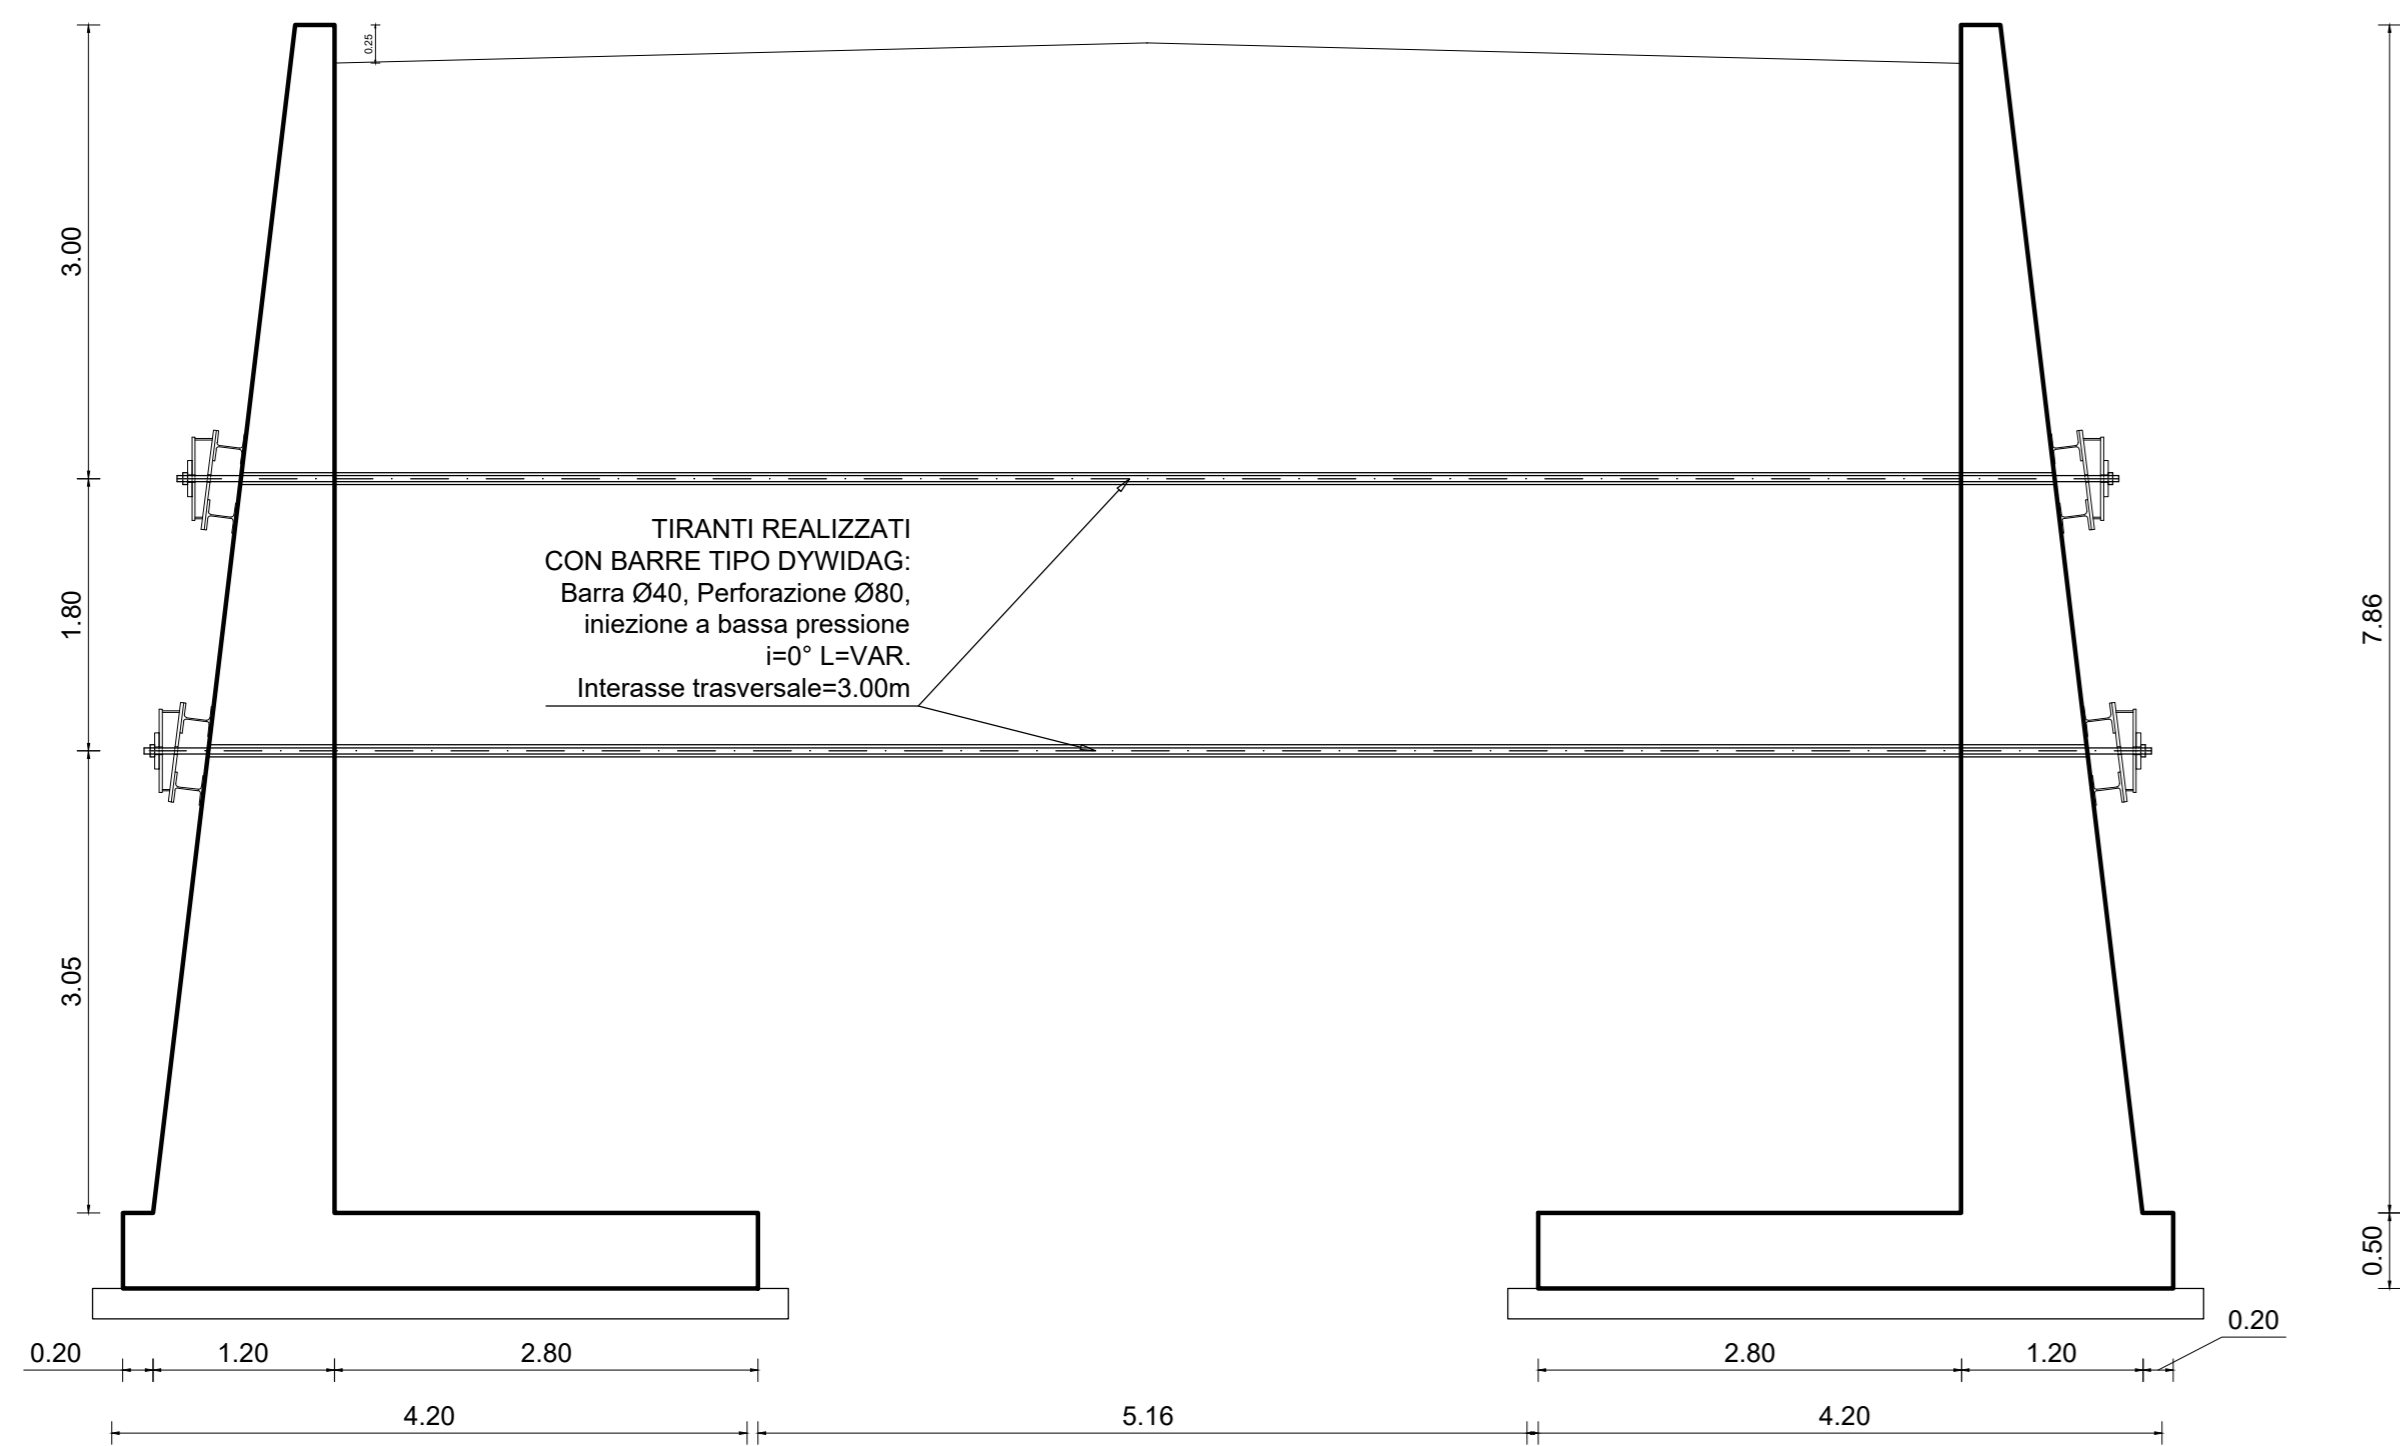 0.25
3.00
1.80
3.05
TIRANTI REALIZZATI
CON BARRE TIPO DYWIDAG:
Barra Ø40, Perforazione Ø80,
iniezione a bassa pressione
i=0° L=VAR.
Interasse trasversale=3.00m
7.86
0.50
0.20
0.20
1.20
2.80
2.80
1.20
4.20
5.16
4.20